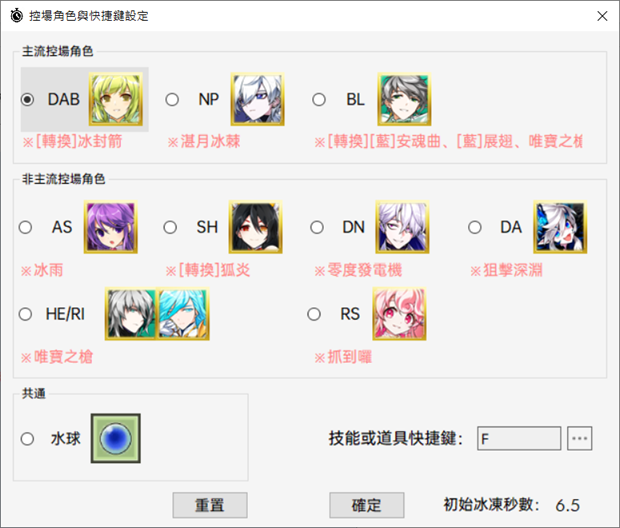 控場角色與快捷鍵設定
主流控場角色
DAB NP BL
※[轉換]冰封箭 ※湛月冰棘 ※[轉換][藍]安魂曲、[藍]展翅、唯寶之槍
非主流控場角色
AS SH DN DA
※冰雨 ※[轉換]狐炎 ※零度發電機 ※狙擊深淵
HE/RI RS
※唯寶之槍 ※抓到囉
共通
水球 技能或道具快捷鍵: F ...
重置 確定 初始冰凍秒數: 6.5